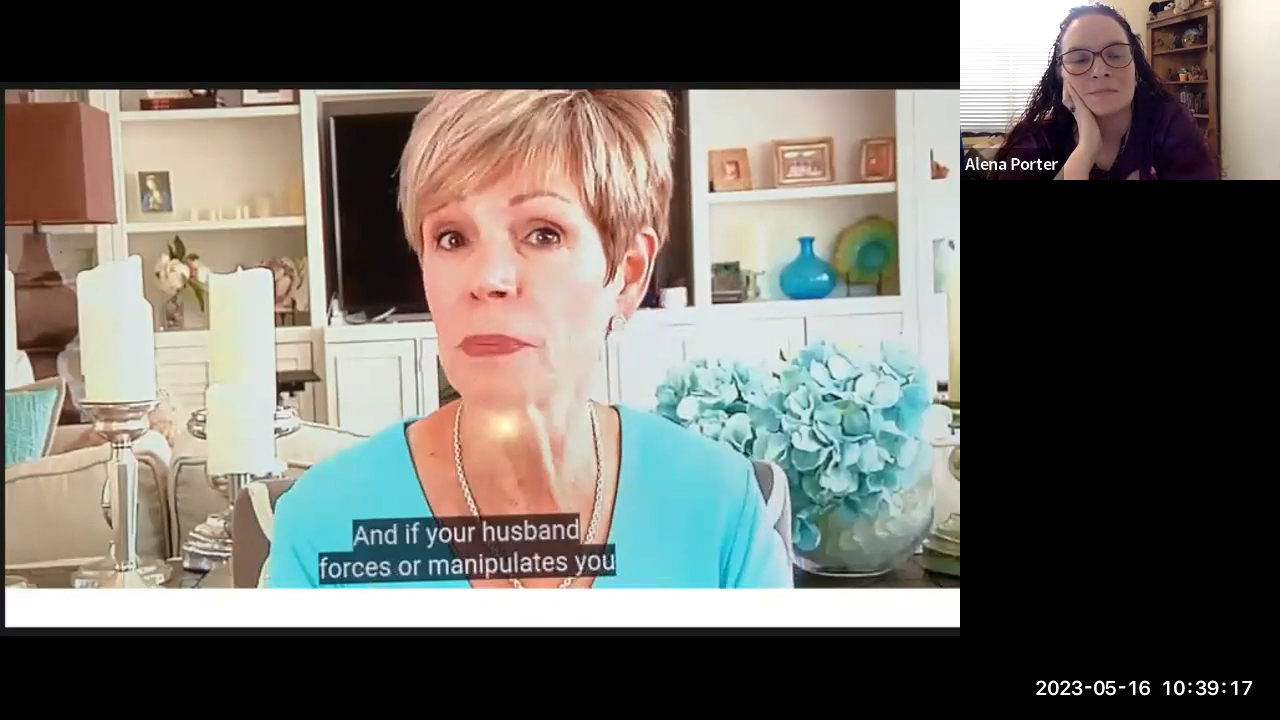 Alena Porter
And if your husband
forces or manipulates you
2023-05-16 10:39:17